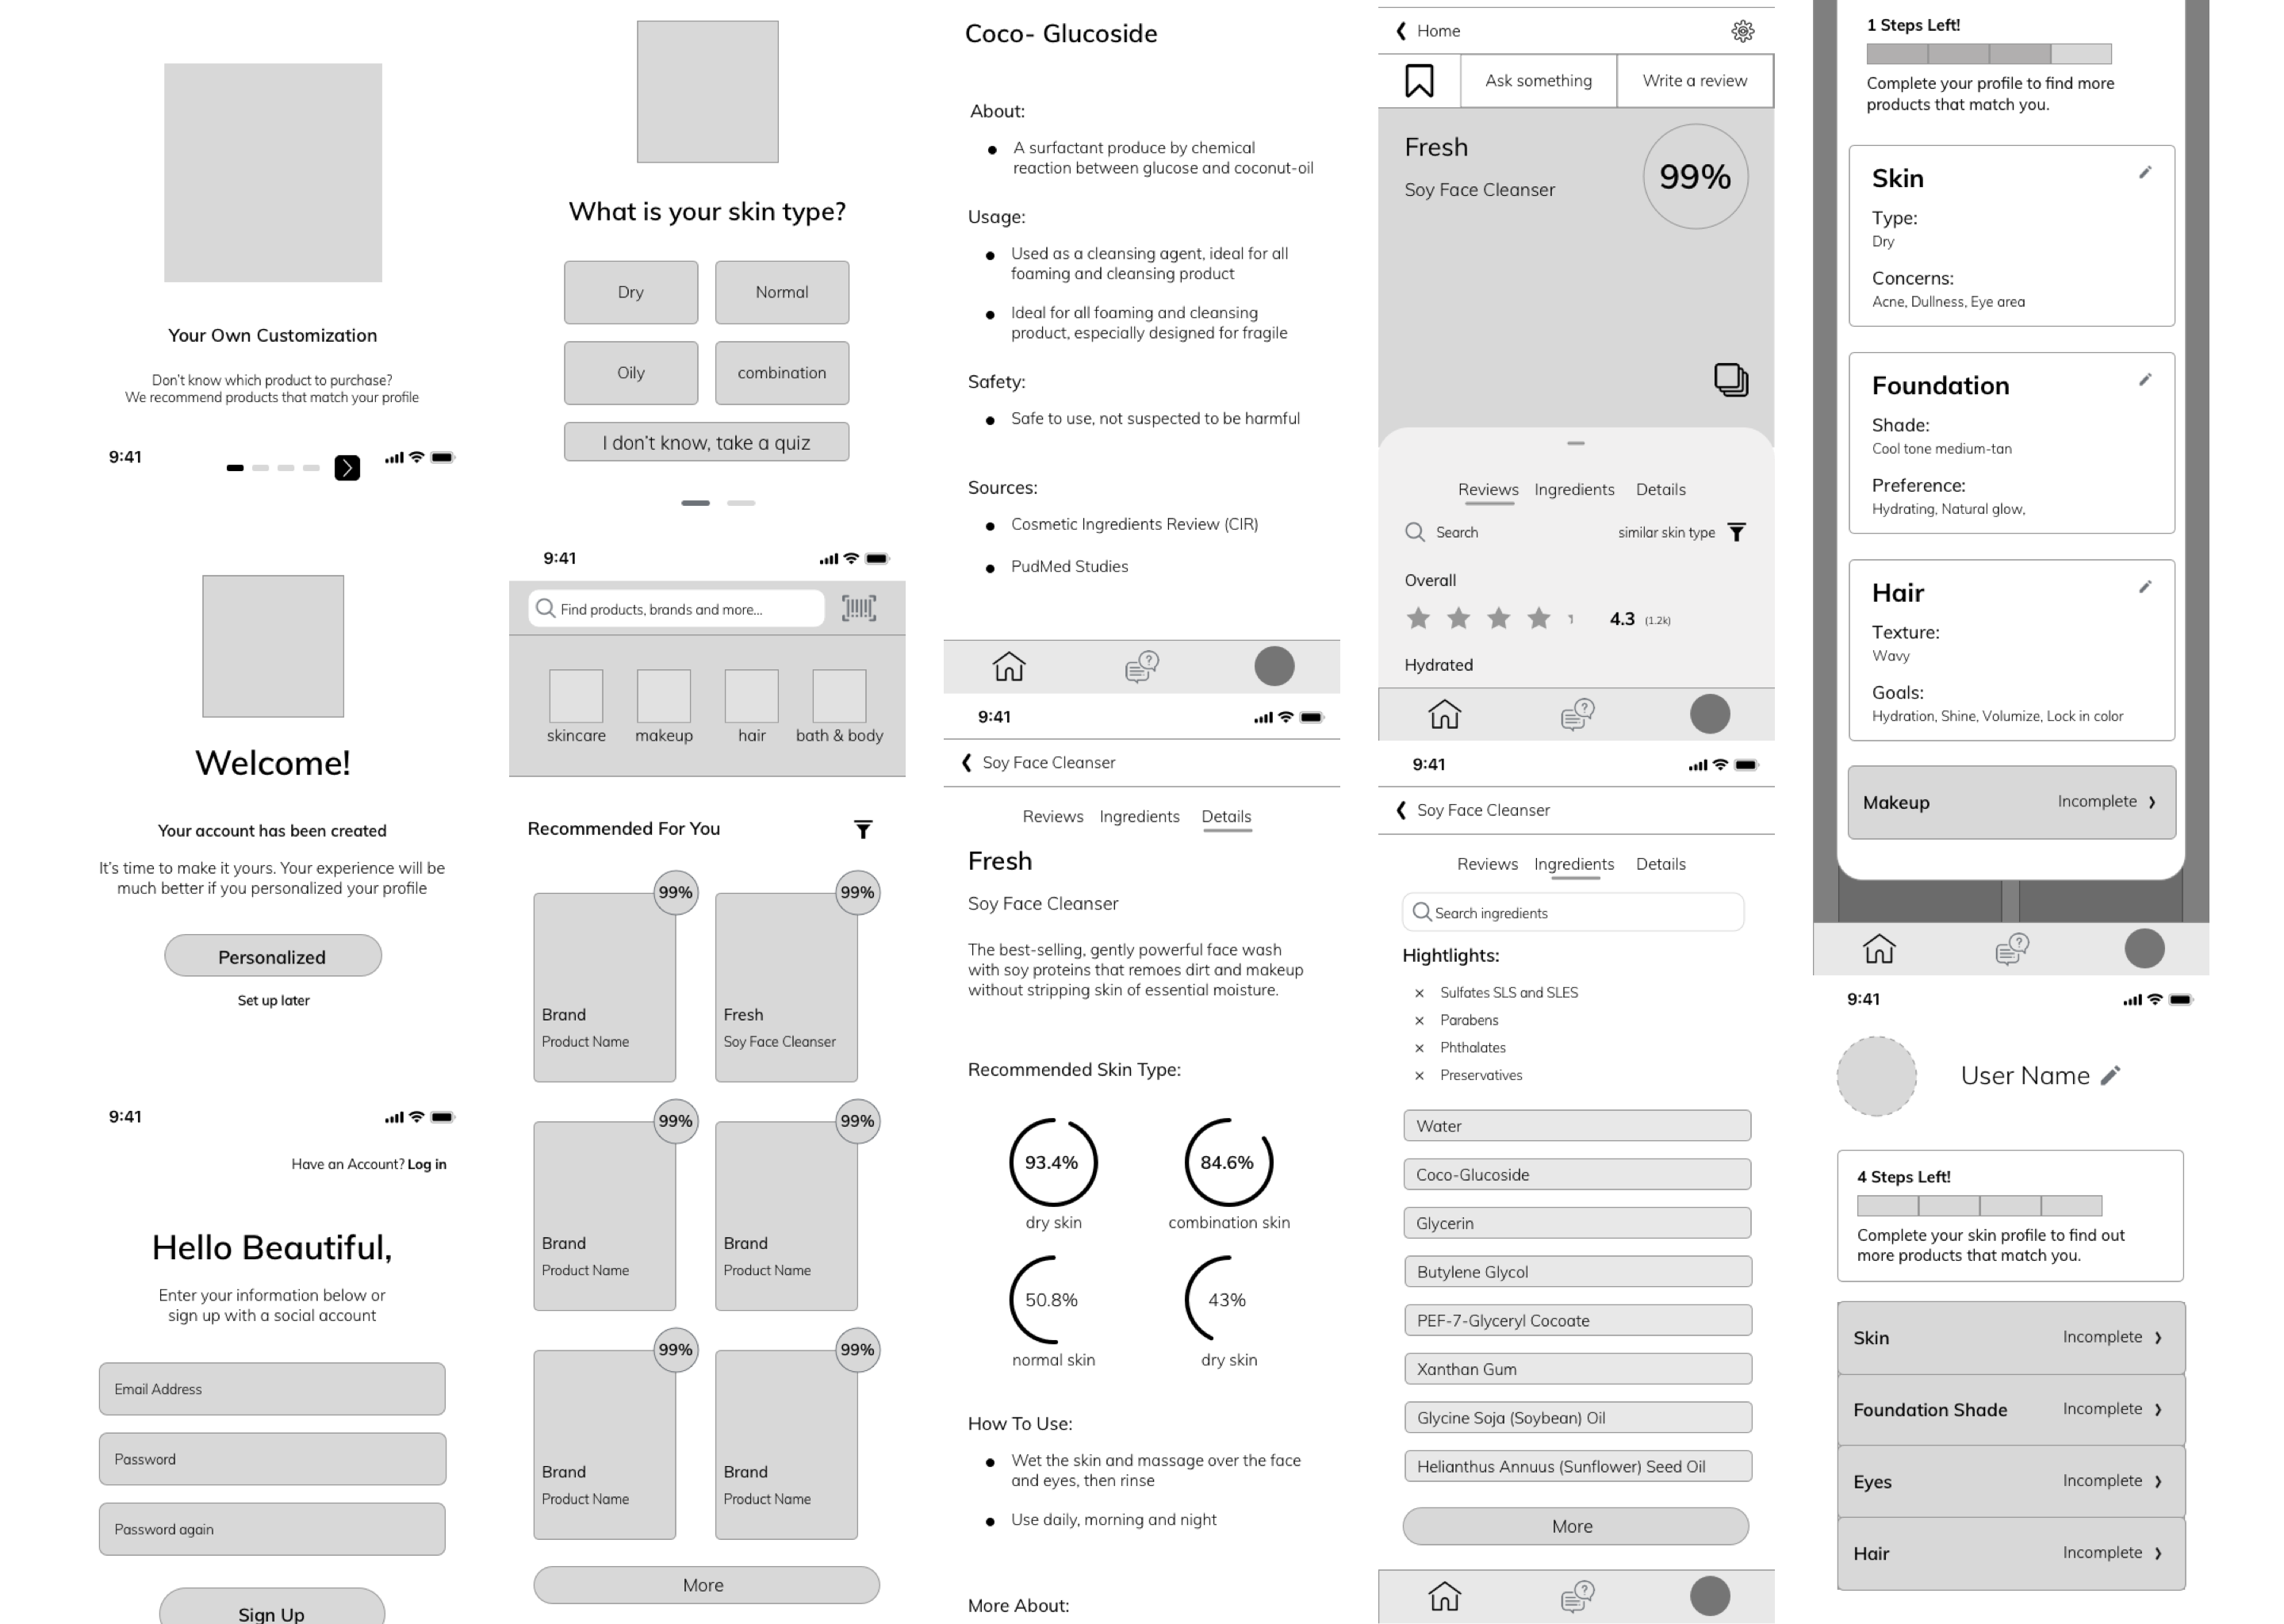 Your Own Customization
Don't know which product to purchase?
We recommend products that match your profile
9:41
Welcome!
Your account has been created
It's time to make it yours. Your experience will be
much better if you personalized your profile
Personalized
Set up later
9:41
Have an Account? Log in
Hello Beautiful,
Enter your information below or
sign up with a social account
Email Address
Password
Password again
Sign Up
What is your skin type?
Dry
Normal
Oily
combination
I don't know, take a quiz
9:41
Find products, brands and more...
skincare
makeup
hair
bath & body
Recommended For You
99%
99%
Brand
Product Name
Fresh
Soy Face Cleanser
99%
99%
Brand
Product Name
Brand
Product Name
99%
99%
Brand
Product Name
Brand
Product Name
More
Coco- Glucoside
About:
A surfactant produce by chemical
reaction between glucose and coconut-oil
Usage:
Used as a cleansing agent, ideal for all
foaming and cleansing product
Ideal for all foaming and cleansing
product, especially designed for fragile
Safety:
Safe to use, not suspected to be harmful
Sources:
Cosmetic Ingredients Review (CIR)
PudMed Studies
?
9:41
Soy Face Cleanser
Reviews
Ingredients
Details
Fresh
Soy Face Cleanser
The best-selling, gently powerful face wash
with soy proteins that remoes dirt and makeup
without stripping skin of essential moisture.
Recommended Skin Type:
93.4%
dry skin
84.6%
combination skin
50.8%
normal skin
43%
dry skin
How To Use:
Wet the skin and massage over the face
and eyes, then rinse
Use daily, morning and night
More About:
Home
Ask something
Write a review
Fresh
Soy Face Cleanser
99%
Reviews
Ingredients
Details
Search
similar skin type
Overall
4.3 (1.2k)
Hydrated
?
9:41
Soy Face Cleanser
Reviews
Ingredients
Details
Search ingredients
Hightlights:
× Sulfates SLS and SLES
× Parabens
× Phthalates
× Preservatives
Water
Coco-Glucoside
Glycerin
Butylene Glycol
PEF-7-Glyceryl Cocoate
Xanthan Gum
Glycine Soja (Soybean) Oil
Helianthus Annuus (Sunflower) Seed Oil
More
?
1 Steps Left!
Complete your profile to find more
products that match you.
Skin
Type:
Dry
Concerns:
Acne, Dullness, Eye area
Foundation
Shade:
Cool tone medium-tan
Preference:
Hydrating, Natural glow,
Hair
Texture:
Wavy
Goals:
Hydration, Shine, Volumize, Lock in color
Makeup
Incomplete
?
9:41
User Name
4 Steps Left!
Complete your skin profile to find out
more products that match you.
Skin
Incomplete
Foundation Shade
Incomplete
Eyes
Incomplete
Hair
Incomplete